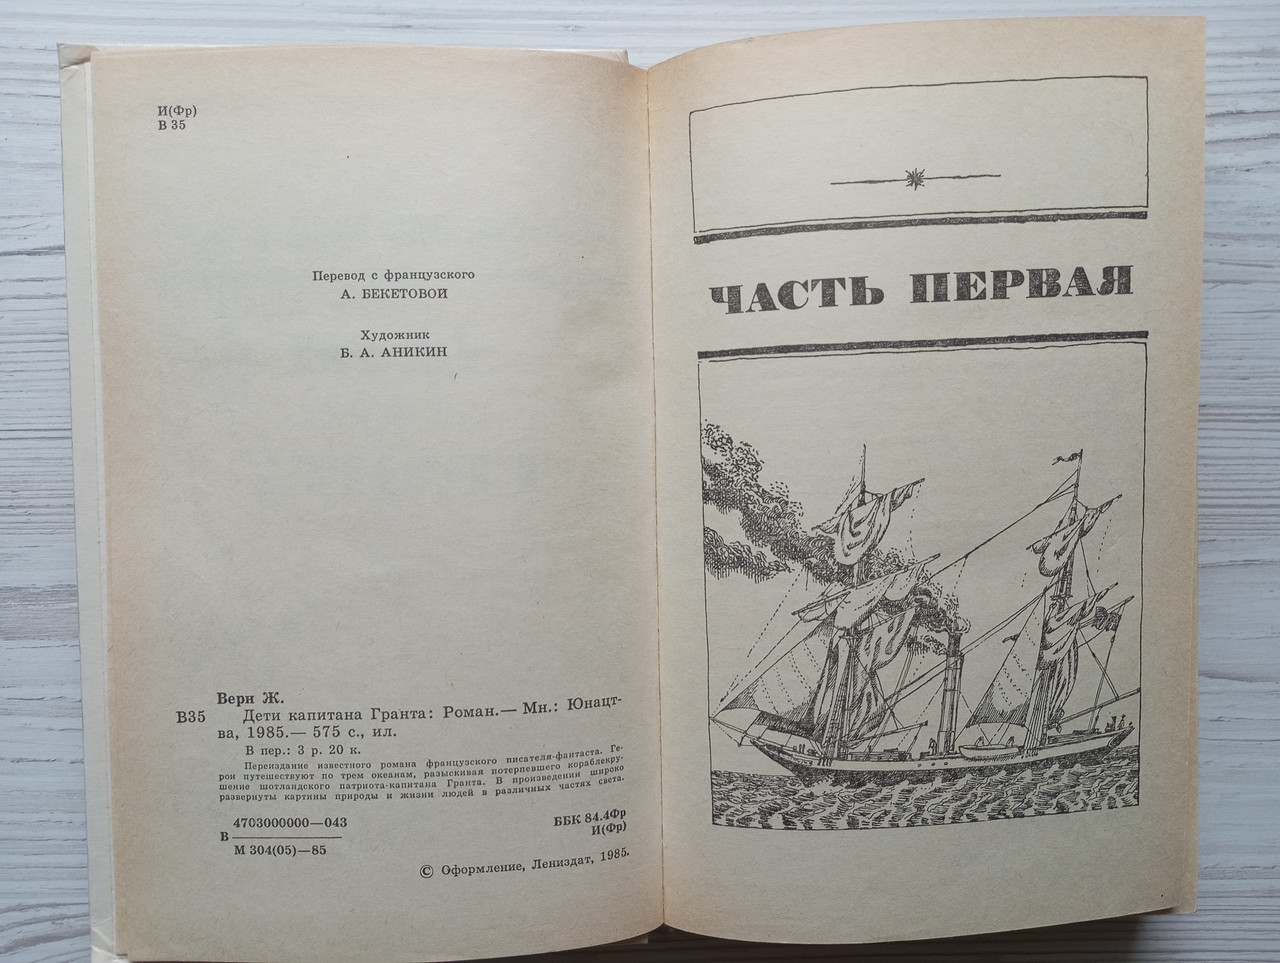 И(Фр)
В 35
Перевод с французского
А. БЕКЕТОВОЙ
Художник
Б. А. АНИКИН
Верн Ж.
В35 Дети капитана Гранта: Роман.— Мн.: Юнацт-
ва, 1985.— 575 с., ил.
В пер.: 3 р. 20 к.
Переиздание известного романа французского писателя-фантаста. Ге-
рои путешествуют по трем океанам, разыскивая потерпевшего кораблекру-
шение шотландского патриота-капитана Гранта. В произведении широко
развернуты картины природы и жизни людей в различных частях света.
4703000000—043
В
М 304(05)—85
ББК 84.4Фр
И(Фр)
© Оформление, Лениздат, 1985.
ЧАСТЬ ПЕРВАЯ